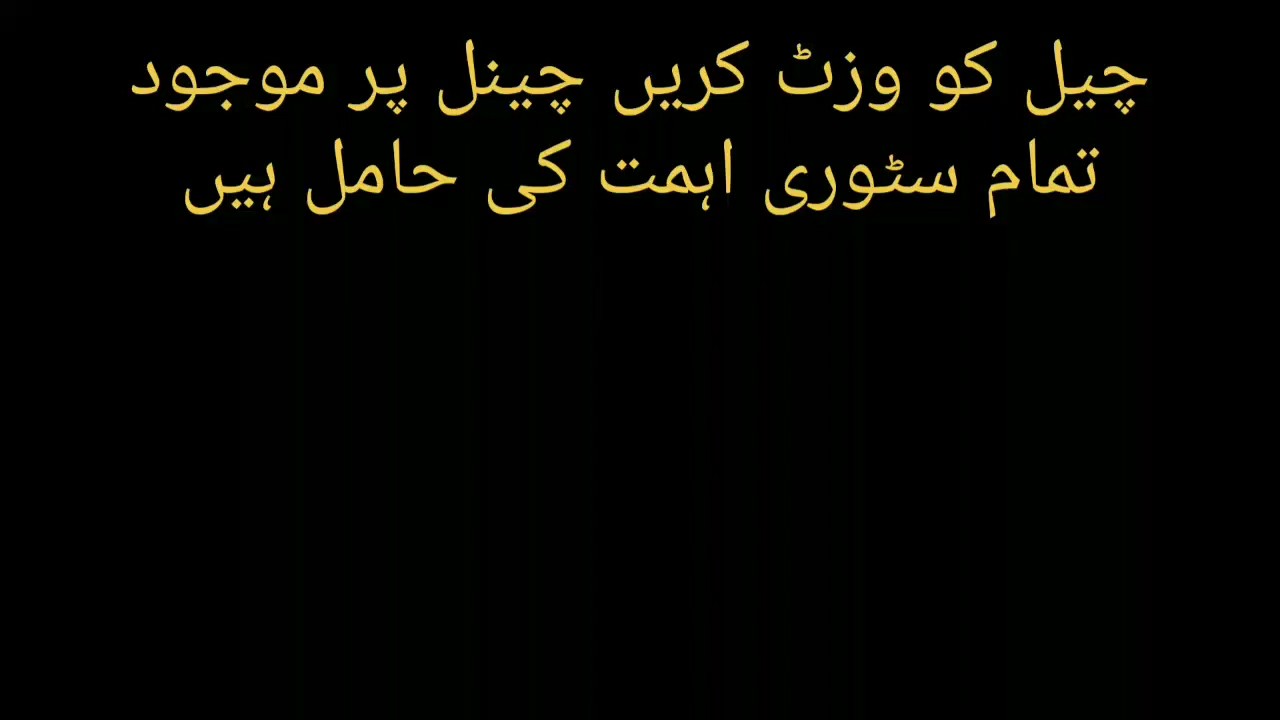 چیل کو وزٹ کریں چینل پر موجود
تمام سٹوری اہمت کی حامل ہیں